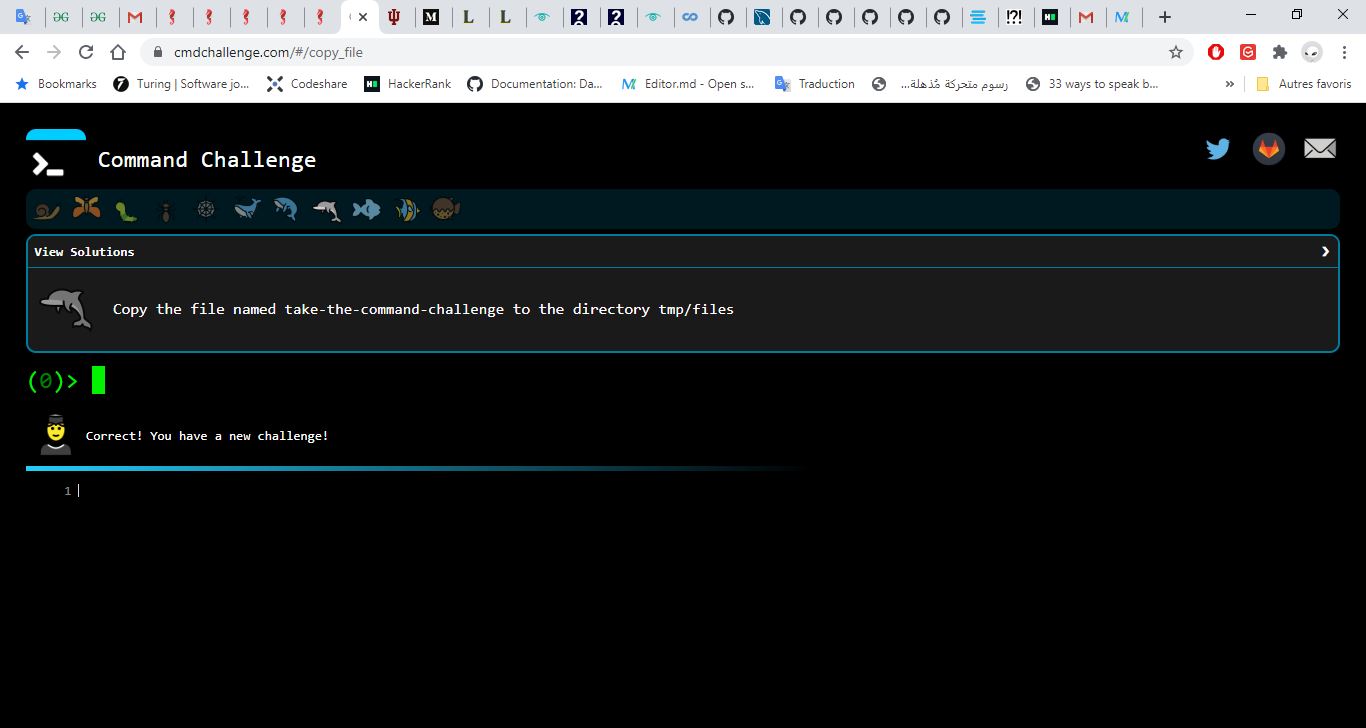 cmdchallenge.com/#/copy_file
Bookmarks
Turing | Software jo...
Codeshare
HackerRank
Documentation: Da...
Editor.md - Open s...
Traduction
رسوم متحركة مُذهلة...
33 ways to speak b...
»
Autres favoris
Command Challenge
View Solutions
Copy the file named take-the-command-challenge to the directory tmp/files
(0)>
Correct! You have a new challenge!
1